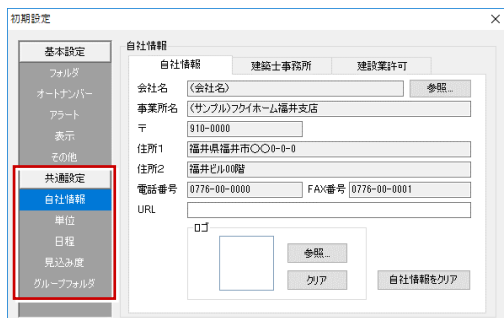 初期設定
基本設定
フォルダ
オートナンバー
アラート
表示
その他
共通設定
自社情報
単位
日程
見込み度
グループフォルダ
自社情報
自社情報 建築士事務所 建設業許可
会社名 (会社名) 参照...
事業所名 (サンプル)フクイホーム福井支店
〒 910-0000
住所1 福井県福井市〇〇0-0-0
住所2 福井ビル00階
電話番号 0776-00-0000 FAX番号 0776-00-0001
URL
ロゴ
参照...
クリア 自社情報をクリア